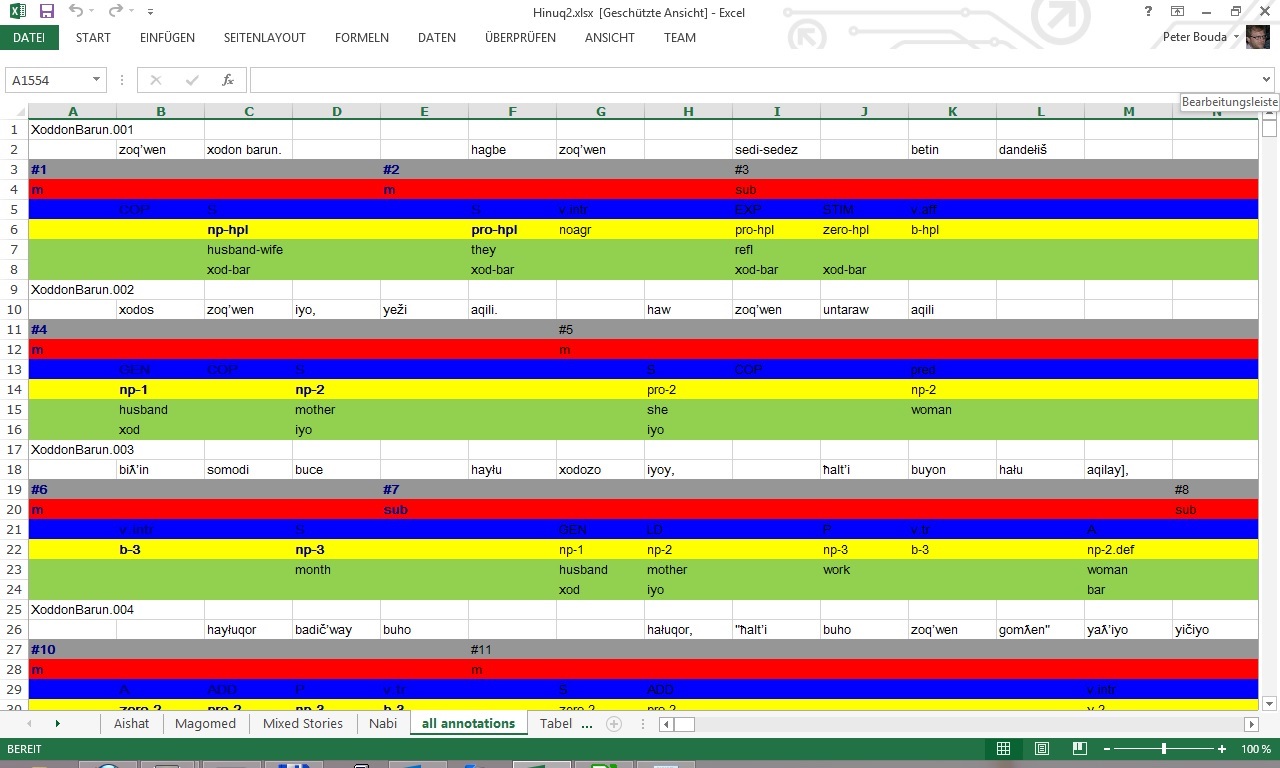 Hinuq2.xlsx [Geschützte Ansicht] - Excel
DATEI START EINFÜGEN SEITENLAYOUT FORMELN DATEN ÜBERPRÜFEN ANSICHT TEAM Peter Bouda
A1554 fx
Bearbeitungsleiste
A B C D E F G H I J K L M N
1 XoddonBarun.001
2 zoq'wen xodon barun. hagbe zoq'wen sedi-sedez betin dandełiš
3 #1 #2 #3
4 m m sub
5 COP S S v.intr EXP STIM v.aff
6 np-hpl pro-hpl noagr pro-hpl zero-hpl b-hpl
7 husband-wife they refl
8 xod-bar xod-bar xod-bar xod-bar
9 XoddonBarun.002
10 xodos zoq'wen iyo, yeži aqili. haw zoq'wen untaraw aqili
11 #4 #5
12 m m
13 GEN COP S S COP pred
14 np-1 np-2 pro-2 np-2
15 husband mother she woman
16 xod iyo iyo
17 XoddonBarun.003
18 biƛ'in somodi buce hayłu xodozo iyoy, ħalt'i buyon hału aqilay],
19 #6 #7 #8
20 m sub sub
21 v.intr S GEN P v.tr A
22 b-3 np-3 np-1 np-2 np-3 b-3 np-2.def
23 month husband mother work woman
24 xod iyo bar
25 XoddonBarun.004
26 hayłuqor badič'way buho hałuqor, "ħalt'i buho zoq'wen gomƛen" yaƛ'iyo yičiyo
27 #10 #11
28 m m
29 A ADD P v.tr S ADD v.intr
30 zero-2 pro-2 np-3 b-3 zero-2 pro-2 y-2
Aishat Magomed Mixed Stories Nabi all annotations Tabel ...
BEREIT 100 %